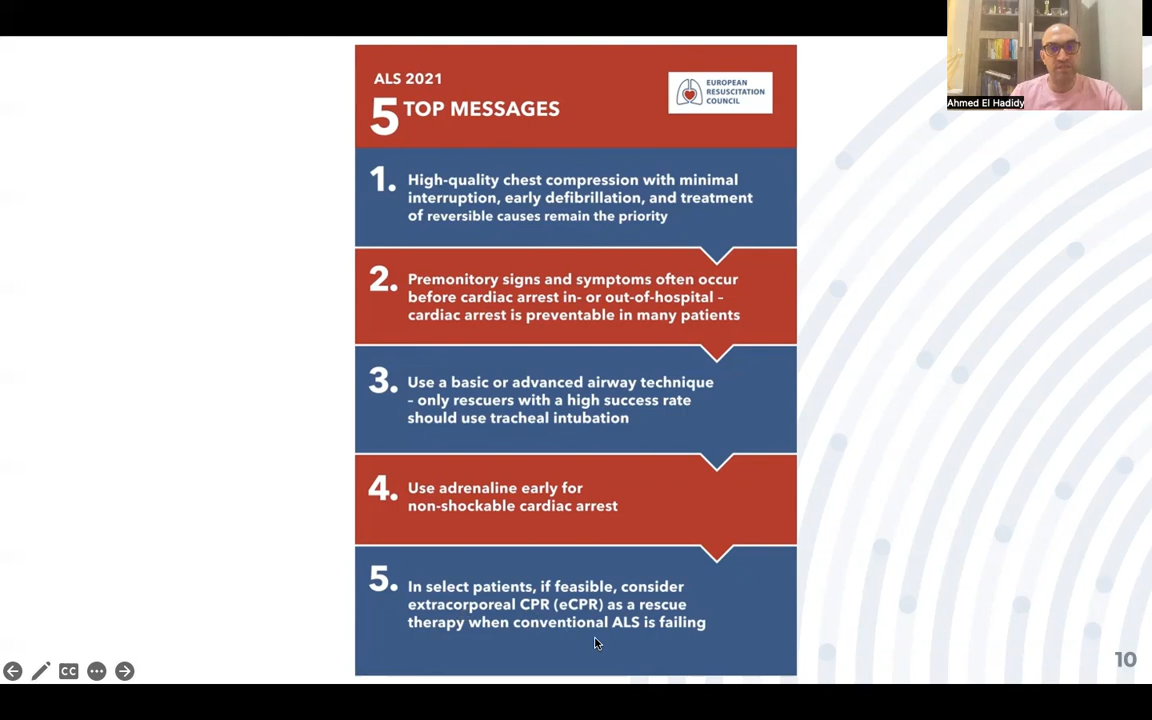 Ahmed El Hadidy
ALS 2021
5 TOP MESSAGES
EUROPEAN
RESUSCITATION
COUNCIL
1. High-quality chest compression with minimal
interruption, early defibrillation, and treatment
of reversible causes remain the priority
2. Premonitory signs and symptoms often occur
before cardiac arrest in- or out-of-hospital –
cardiac arrest is preventable in many patients
3. Use a basic or advanced airway technique
– only rescuers with a high success rate
should use tracheal intubation
4. Use adrenaline early for
non-shockable cardiac arrest
5. In select patients, if feasible, consider
extracorporeal CPR (eCPR) as a rescue
therapy when conventional ALS is failing
CC
10